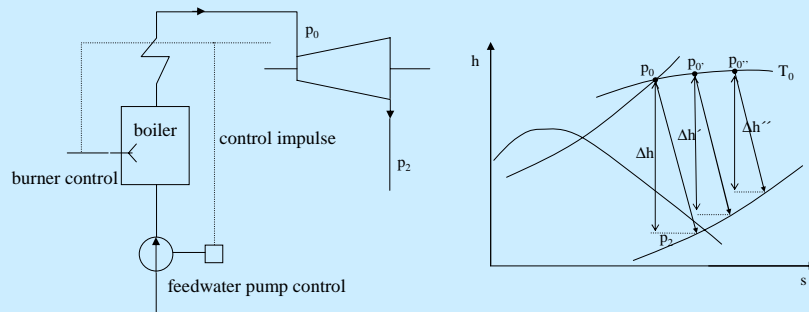 p0
boiler
control impulse
burner control
p2
feedwater pump control
h
p0
p0'
p0''
T0
Δh
Δh´
Δh´´
p2
s